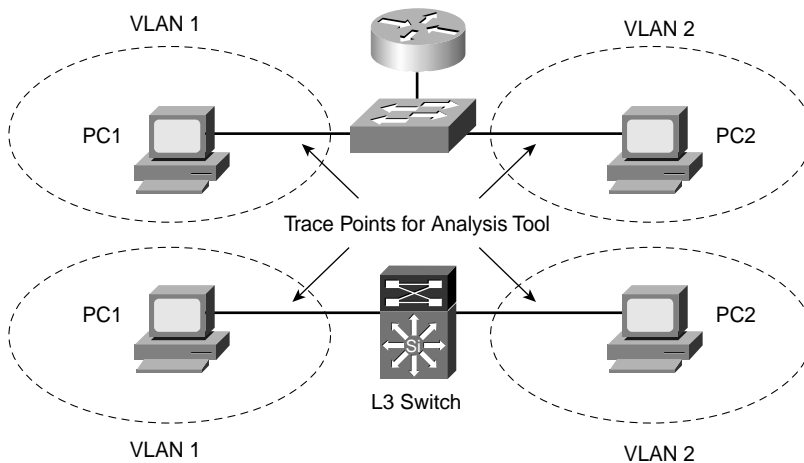 VLAN 1
VLAN 2
PC1
PC2
Trace Points for Analysis Tool
PC1
PC2
Si
L3 Switch
VLAN 1
VLAN 2